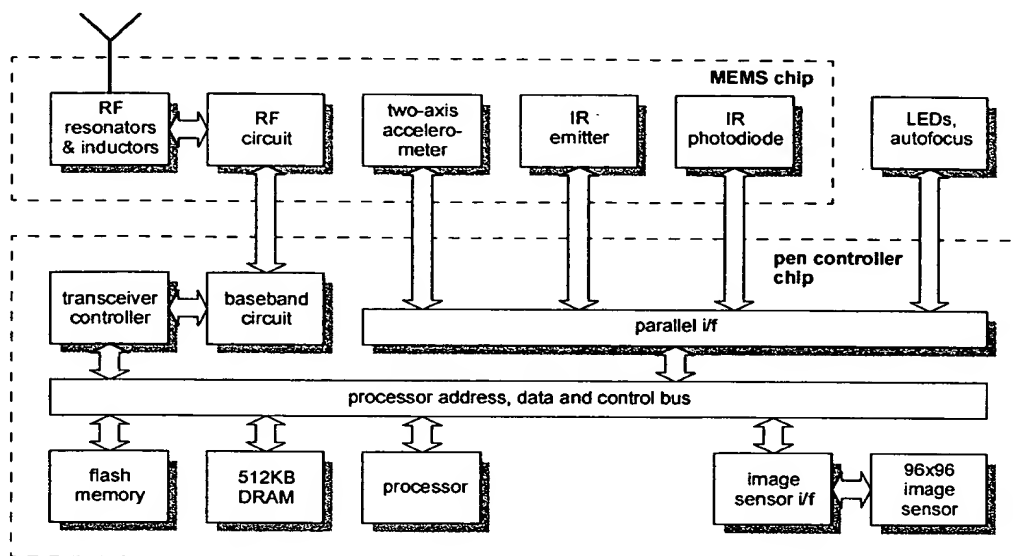 MEMS chip
RF
resonators
& inductors
RF
circuit
two-axis
accelero-
meter
IR
emitter
IR
photodiode
LEDs,
autofocus
pen controller
chip
transceiver
controller
baseband
circuit
parallel i/f
processor address, data and control bus
flash
memory
512KB
DRAM
processor
image
sensor i/f
96x96
image
sensor